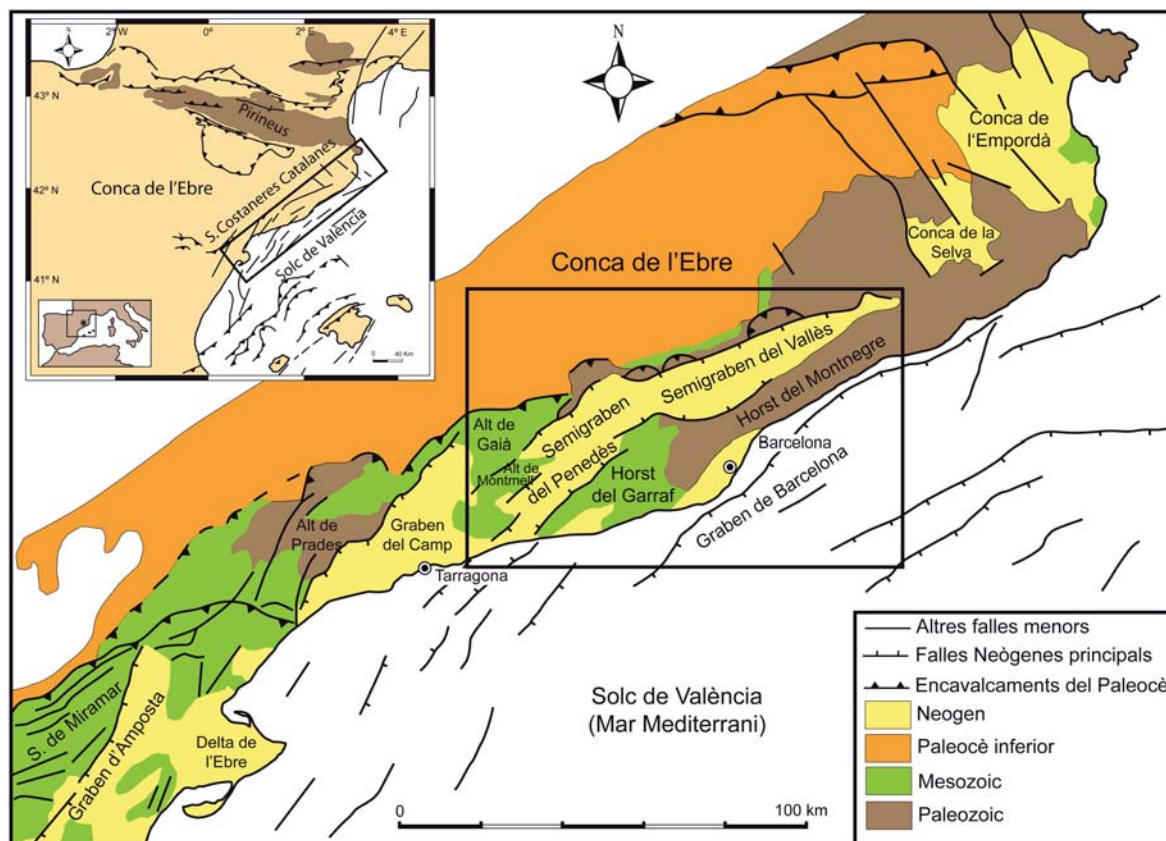 2 °W
0°
2 °E
4 °E
N
43°N
42 °N
41°N
Pirineus
Conca de l'Ebre
S. Costaneres Catalanes
Solc de València
0
40 Km
N
Conca de
l'Empordà
Conca de la
Selva
Conca de l'Ebre
Semigraben del Vallès
Horst del Montnegre
Semigraben
del Penedès
Alt de
Gaià
Alt de
Montmell
Horst
del Garraf
Barcelona
Graben de Barcelona
Alt de
Prades
Graben
del Camp
Tarragona
S. de Miramar
Graben d'Amposta
Delta de
l'Ebre
Solc de València
(Mar Mediterrani)
0
100 km
Altres falles menors
Falles Neògenes principals
Encavalcaments del Paleocè
Neogen
Paleocè inferior
Mesozoic
Paleozoic